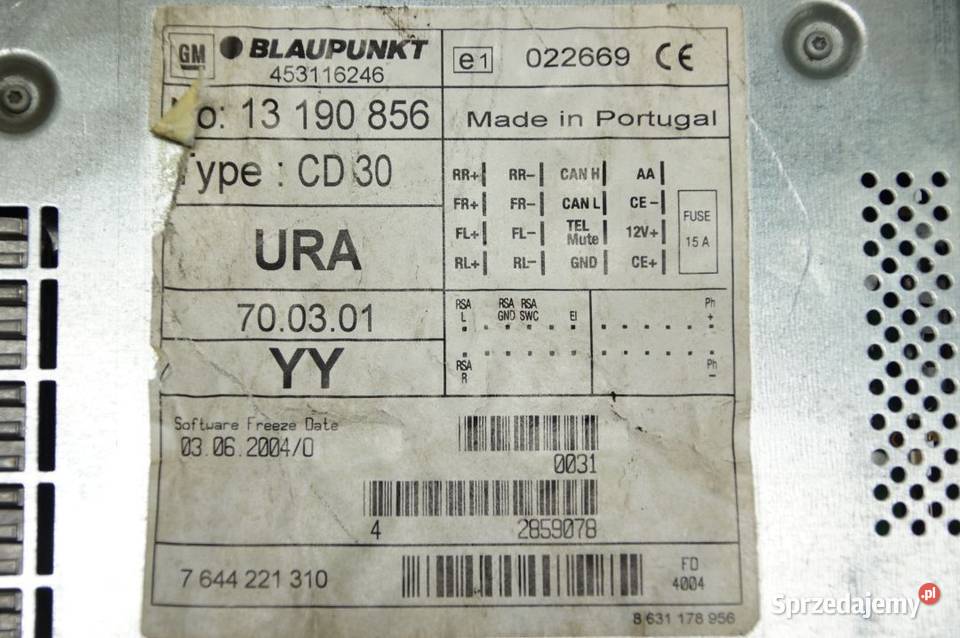 GM BLAUPUNKT
453116246
e1 022669 CE
No: 13 190 856
Made in Portugal
Type : CD 30
RR+ RR- CAN H AA
FR+ FR- CAN L CE-
FL+ FL- TEL Mute 12V+
RL+ RL- GND CE+
FUSE
15 A
URA
70.03.01
YY
RSA L RSA GND RSA SWC EI Ph +
RSA R Ph -
Software Freeze Date
03.06.2004/0
0031
4 2859078
7 644 221 310
FD
4004
8 631 178 956
Sprzedajemy.pl